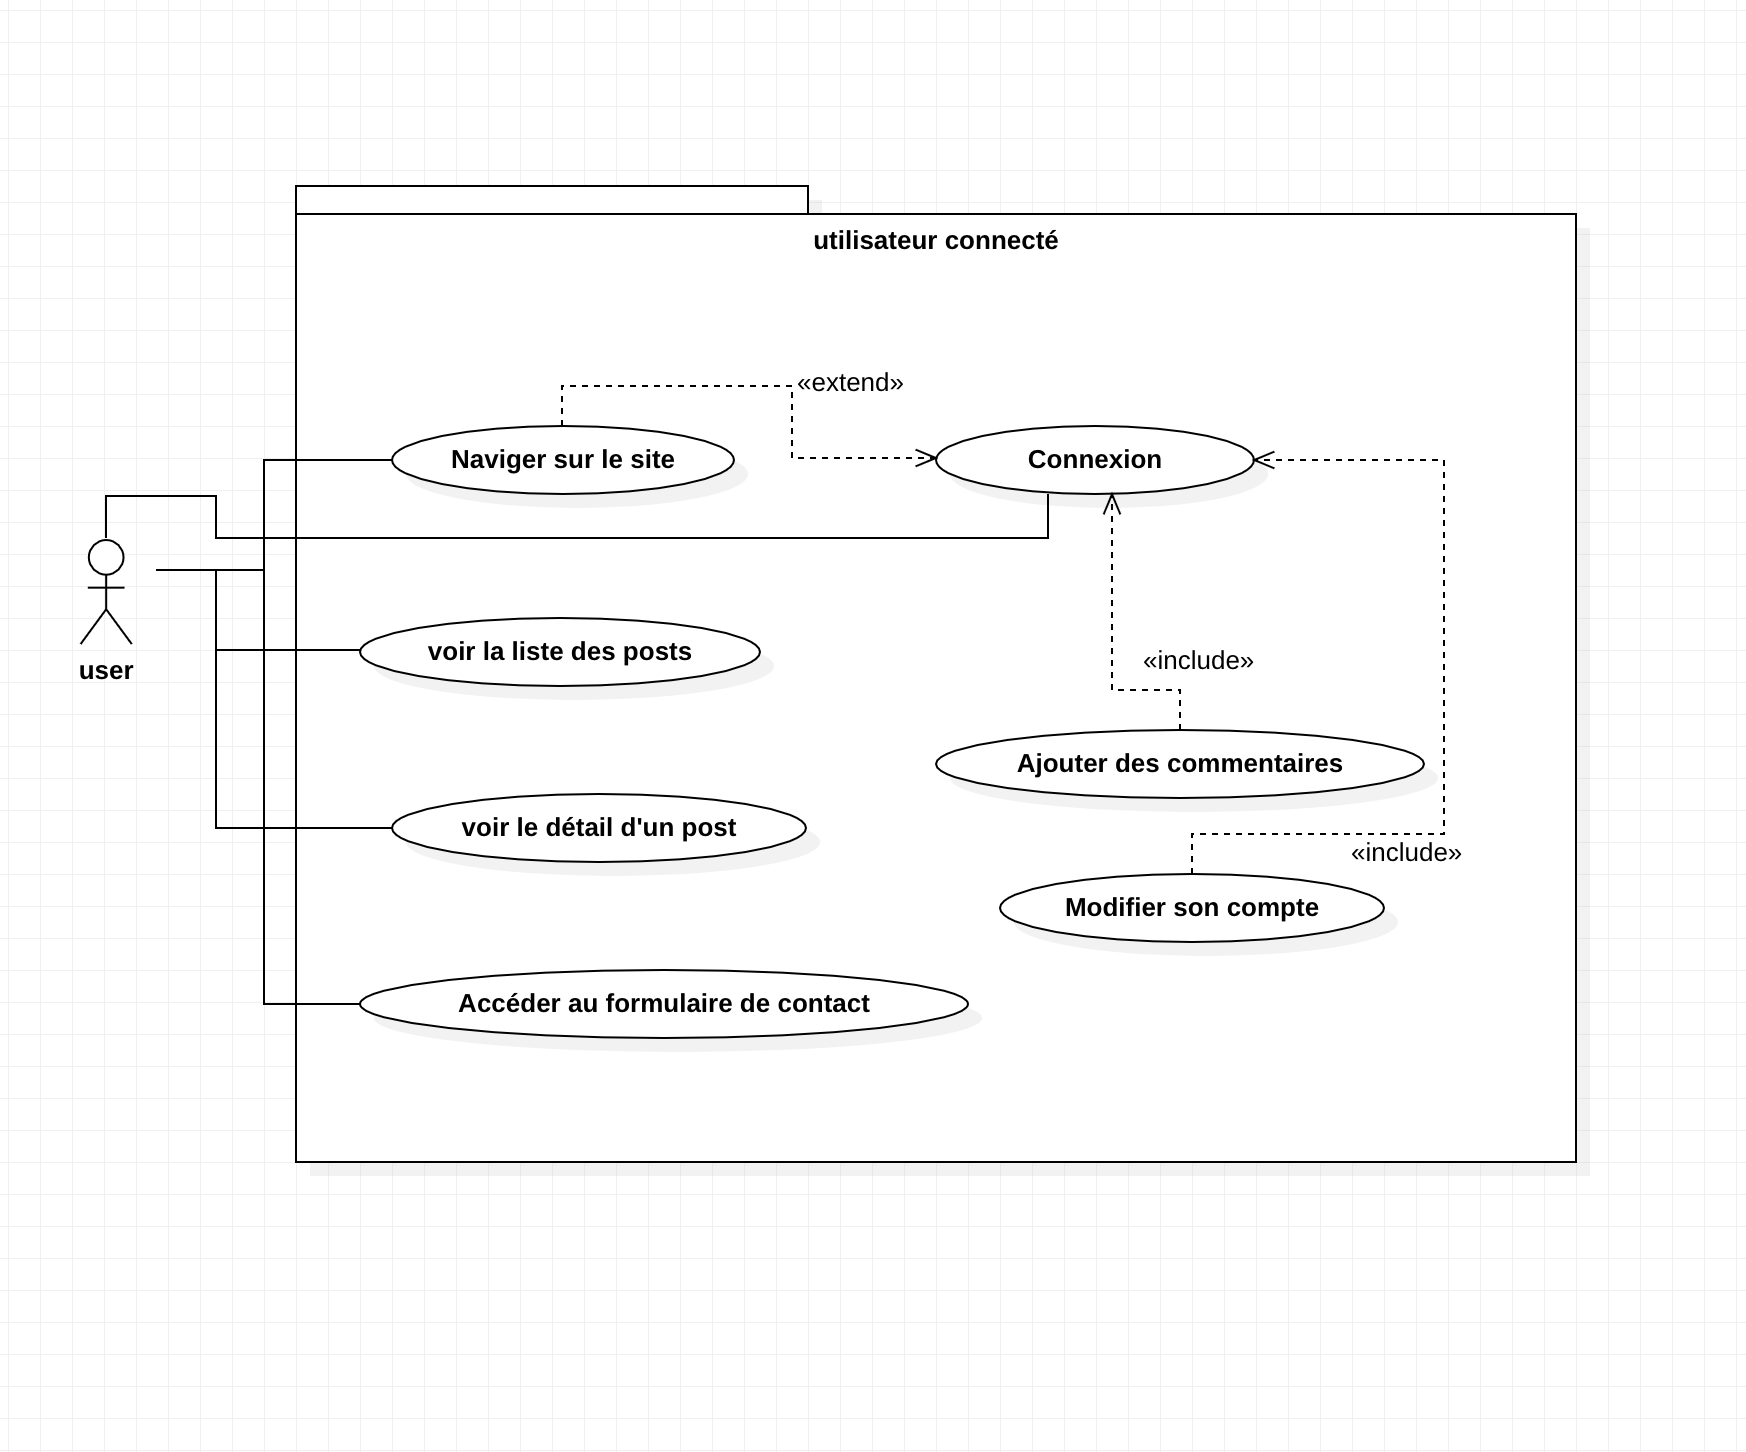 utilisateur connecté
«extend»
Naviger sur le site
Connexion
user
voir la liste des posts
«include»
Ajouter des commentaires
voir le détail d'un post
«include»
Modifier son compte
Accéder au formulaire de contact